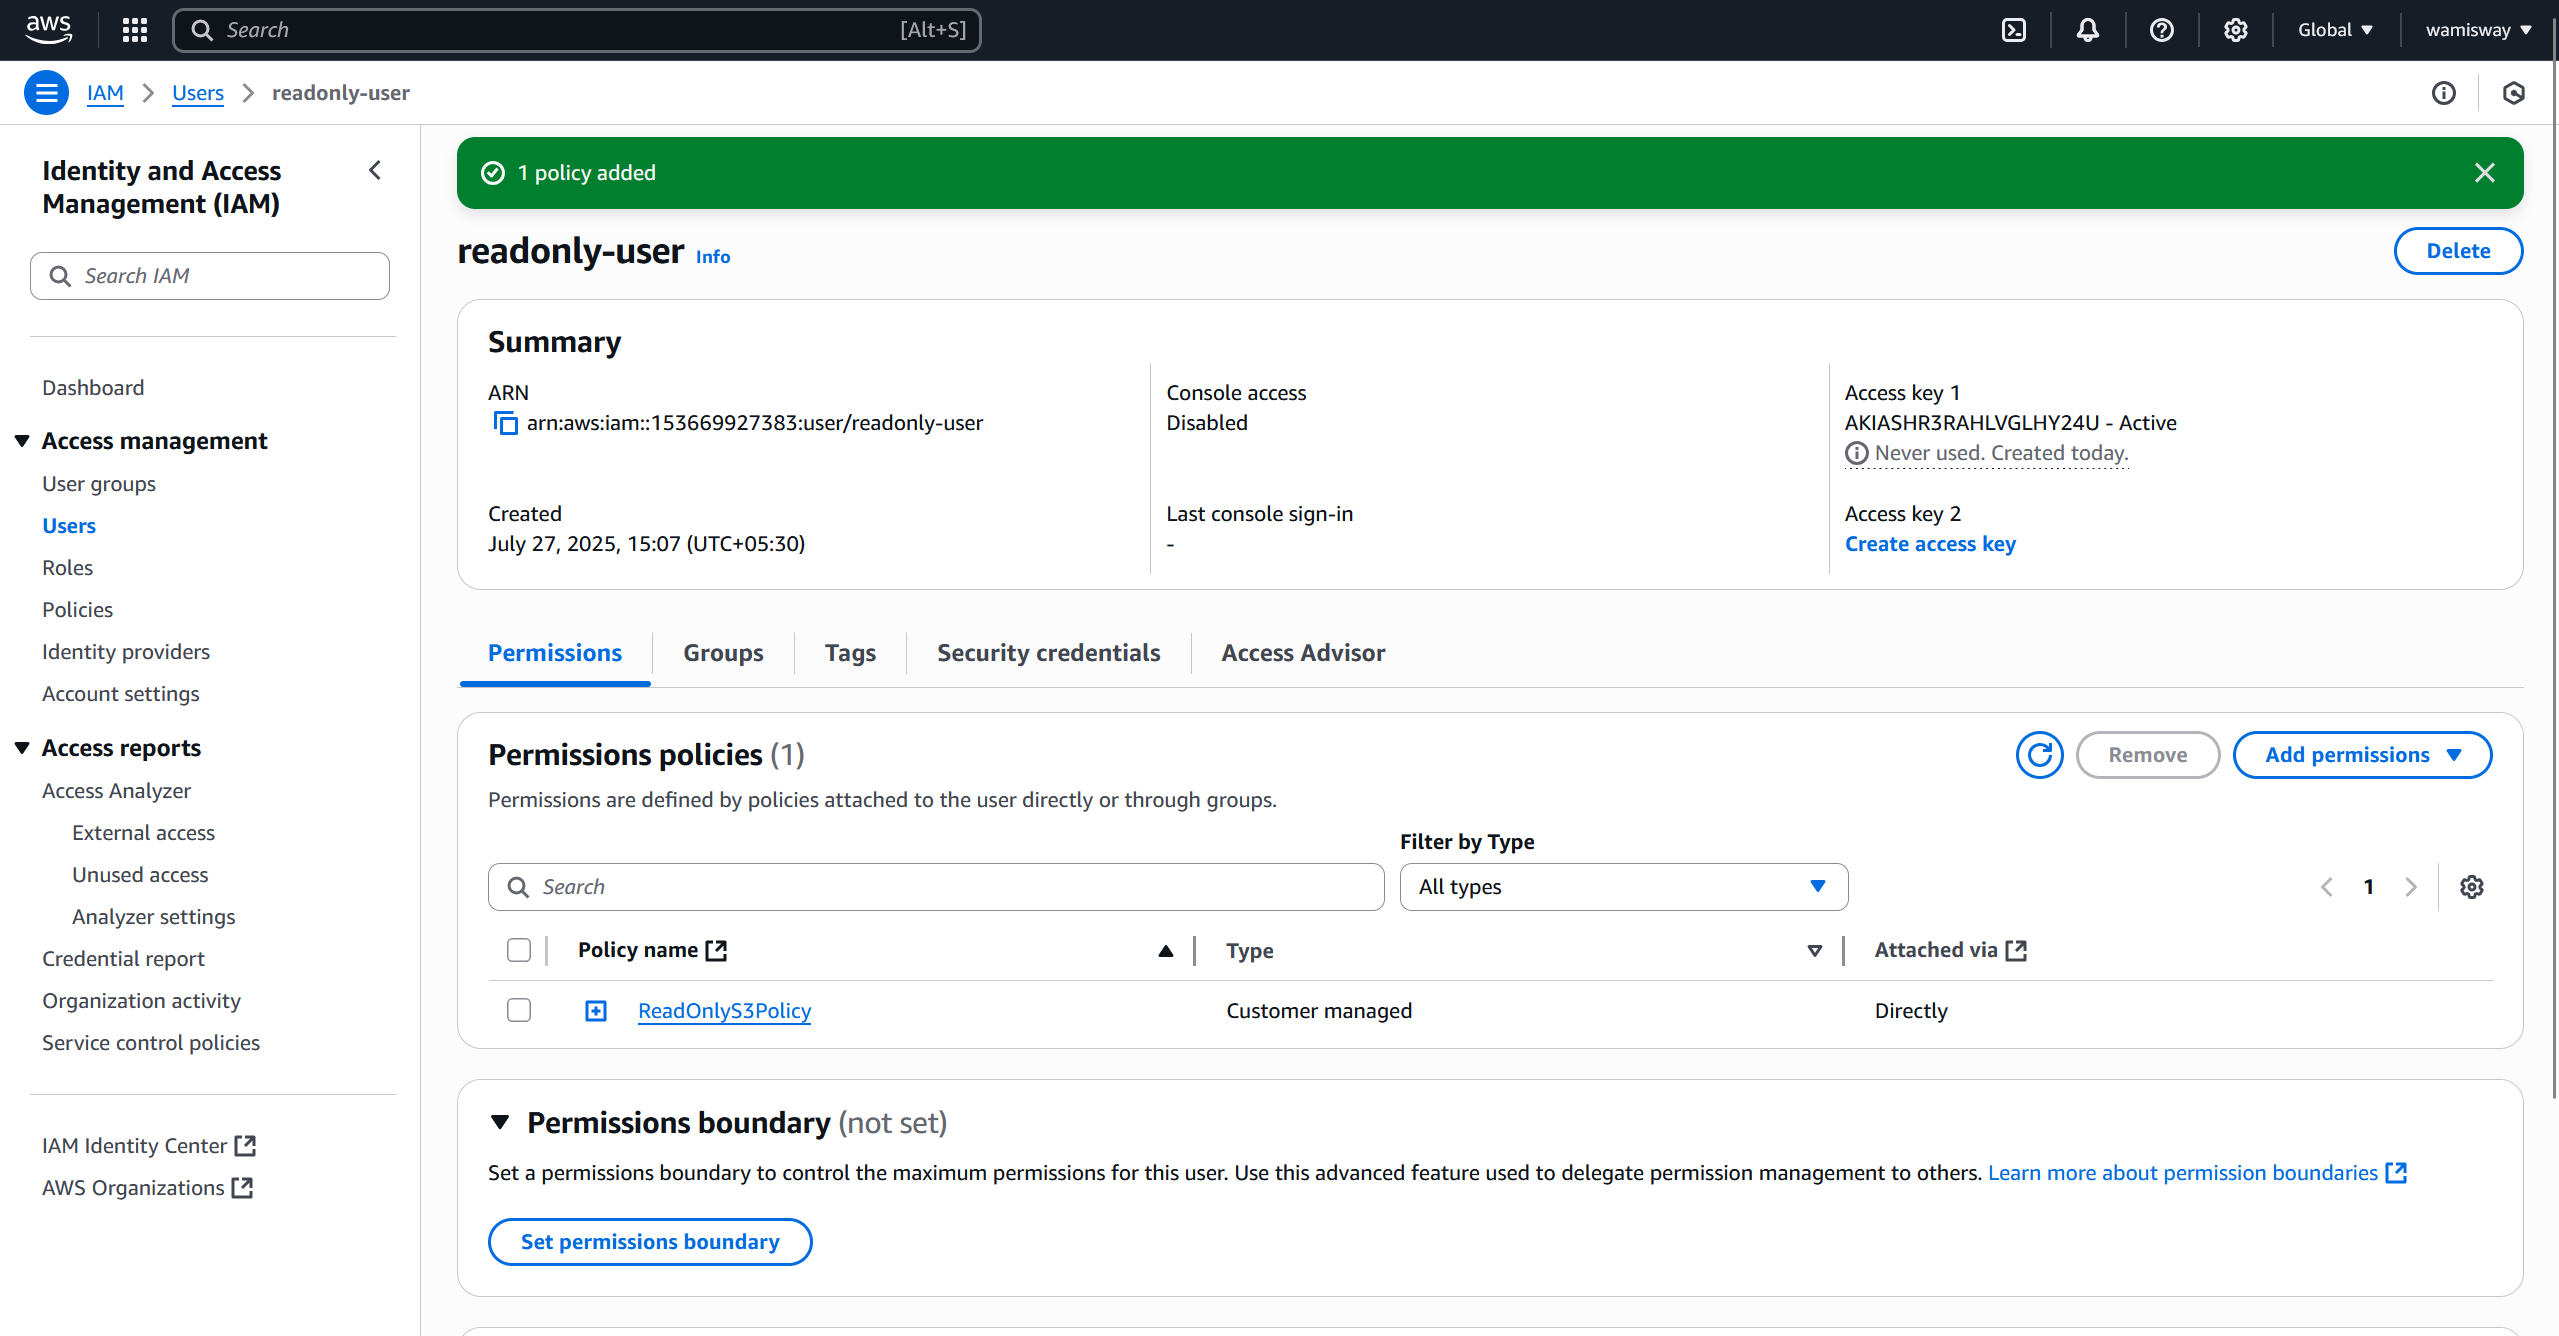 aws
Search
[Alt+S]
Global
wamisway
IAM
Users
readonly-user
Identity and Access
Management (IAM)
Search IAM
Dashboard
Access management
User groups
Users
Roles
Policies
Identity providers
Account settings
Access reports
Access Analyzer
External access
Unused access
Analyzer settings
Credential report
Organization activity
Service control policies
IAM Identity Center
AWS Organizations
1 policy added
readonly-user Info
Delete
Summary
ARN
arn:aws:iam::153669927383:user/readonly-user
Console access
Disabled
Access key 1
AKIASHR3RAHLVGLHY24U - Active
Never used. Created today.
Created
July 27, 2025, 15:07 (UTC+05:30)
Last console sign-in
-
Access key 2
Create access key
Permissions
Groups
Tags
Security credentials
Access Advisor
Permissions policies (1)
Remove
Add permissions
Permissions are defined by policies attached to the user directly or through groups.
Filter by Type
Search
All types
1
Policy name
Type
Attached via
ReadOnlyS3Policy
Customer managed
Directly
Permissions boundary (not set)
Set a permissions boundary to control the maximum permissions for this user. Use this advanced feature used to delegate permission management to others. Learn more about permission boundaries
Set permissions boundary